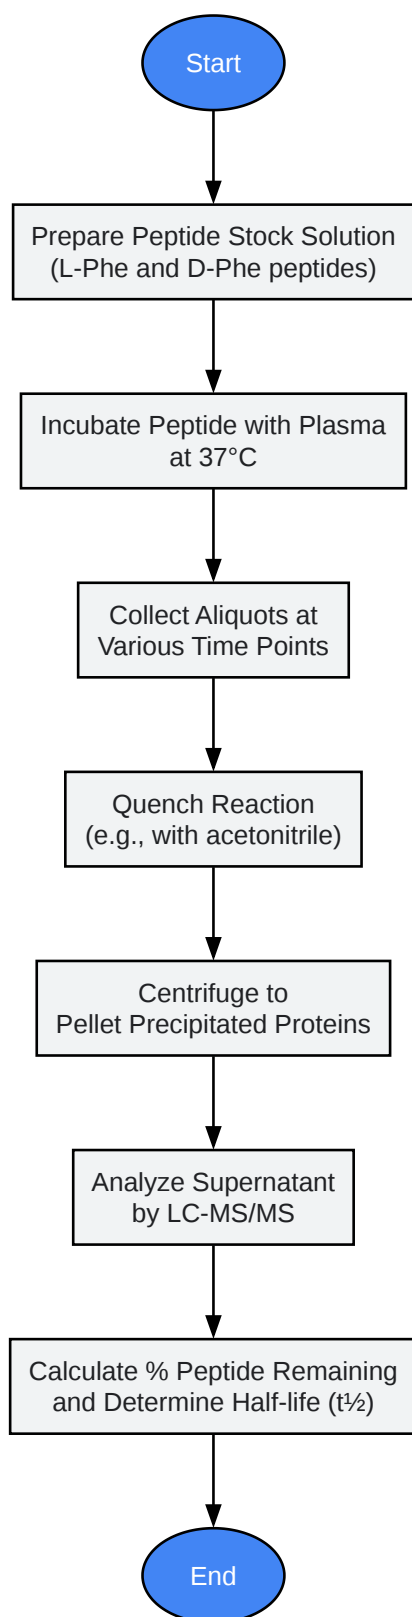 Start
Prepare Peptide Stock Solution
(L-Phe and D-Phe peptides)
Incubate Peptide with Plasma
at 37°C
Collect Aliquots at
Various Time Points
Quench Reaction
(e.g., with acetonitrile)
Centrifuge to
Pellet Precipitated Proteins
Analyze Supernatant
by LC-MS/MS
Calculate % Peptide Remaining
and Determine Half-life (t½)
End